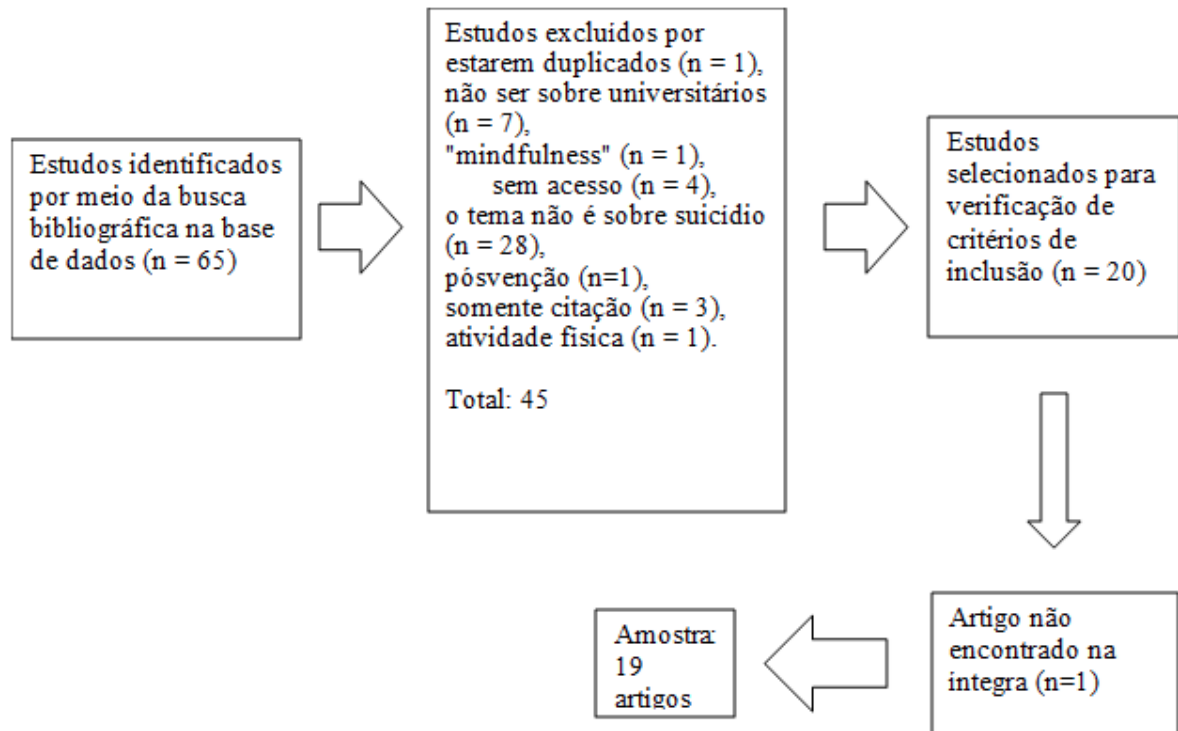 Estudos identificados
por meio da busca
bibliográfica na base
de dados (n = 65)
Estudos excluídos por
estarem duplicados (n = 1),
não ser sobre universitários
(n = 7),
"mindfulness" (n = 1),
sem acesso (n = 4),
o tema não é sobre suicídio
(n = 28),
pósvenção (n=1),
somente citação (n = 3),
atividade física (n = 1).
Total: 45
Estudos
selecionados para
verificação de
critérios de
inclusão (n = 20)
Artigo não
encontrado na
integra (n=1)
Amostra:
19
artigos